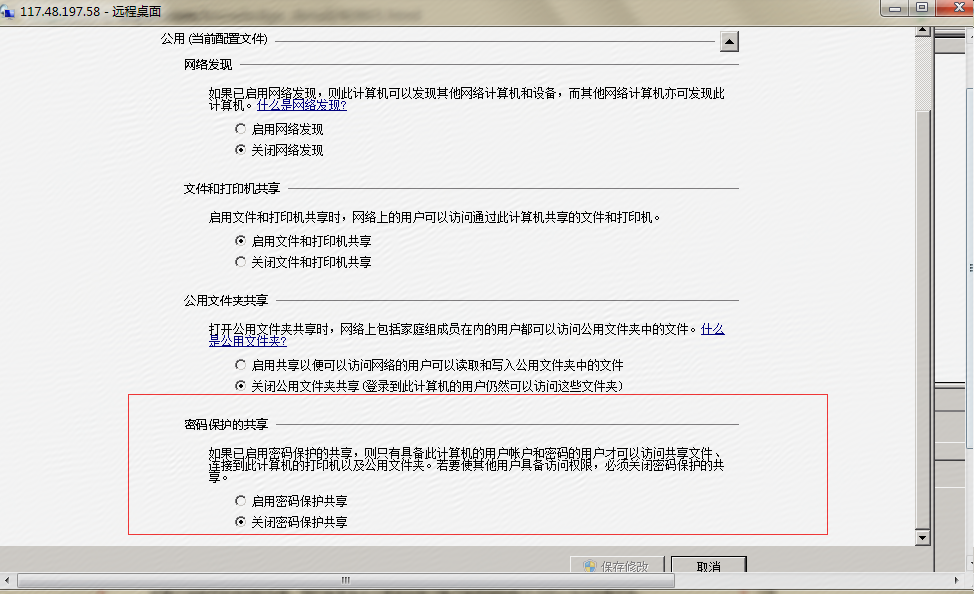 117.48.197.58 - 远程桌面
公用 (当前配置文件)
网络发现
如果已启用网络发现，则此计算机可以发现其他网络计算机和设备，而其他网络计算机亦可发现此
计算机。什么是网络发现?
启用网络发现
关闭网络发现
文件和打印机共享
启用文件和打印机共享时，网络上的用户可以访问通过此计算机共享的文件和打印机。
启用文件和打印机共享
关闭文件和打印机共享
公用文件夹共享
打开公用文件夹共享时，网络上包括家庭组成员在内的用户都可以访问公用文件夹中的文件。什么
是公用文件夹?
启用共享以便可以访问网络的用户可以读取和写入公用文件夹中的文件
关闭公用文件夹共享(登录到此计算机的用户仍然可以访问这些文件夹)
密码保护的共享
如果已启用密码保护的共享，则只有具备此计算机的用户帐户和密码的用户才可以访问共享文件、
连接到此计算机的打印机以及公用文件夹。若要使其他用户具备访问权限，必须关闭密码保护的共
享。
启用密码保护共享
关闭密码保护共享
保存修改
取消